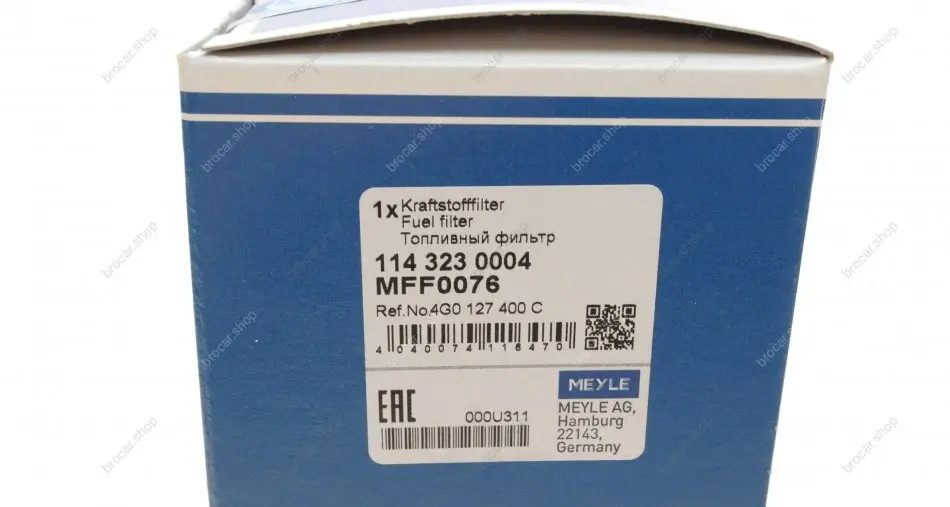 1x Kraftstofffilter
Fuel filter
Топливный фильтр
114 323 0004
MFF0076
Ref.No.4G0 127 400 C
4 040074 116470
EAC
000U311
MEYLE
MEYLE AG,
Hamburg
22143,
Germany
brocar.shop